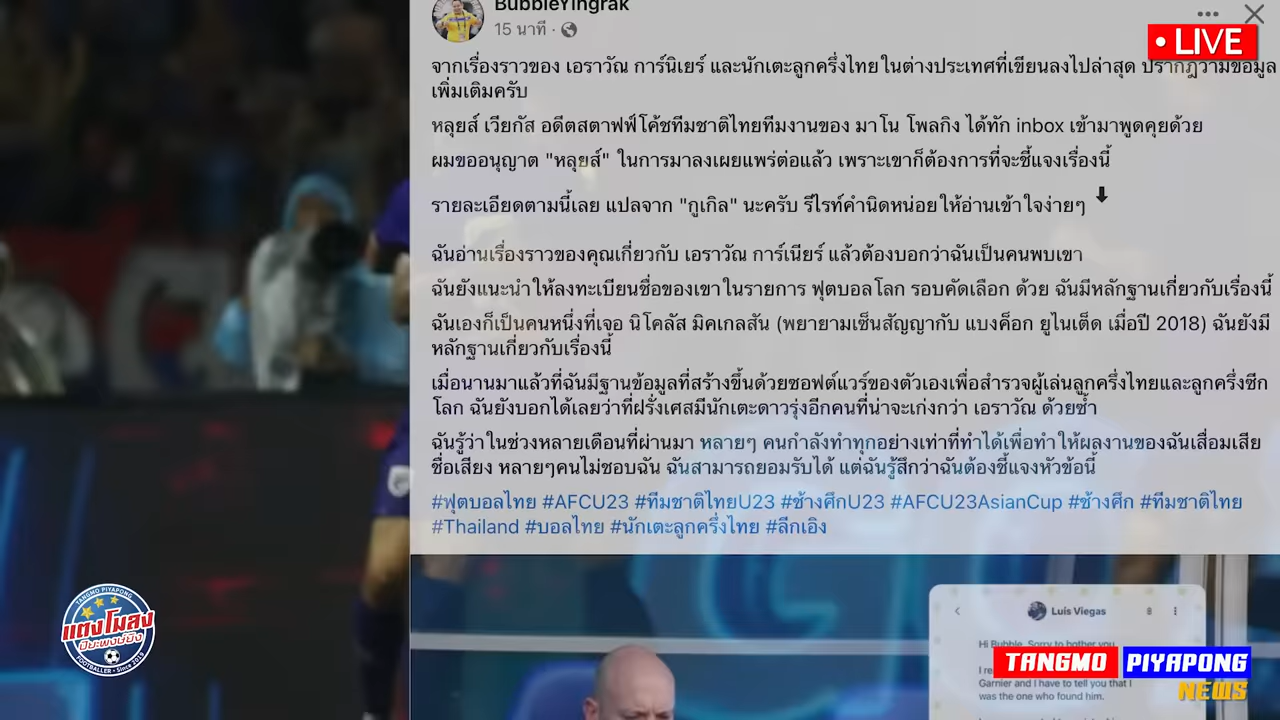 BubbleYingrak
15 นาที ·
LIVE
จากเรื่องราวของ เอราวัณ การ์นิเยร์ และนักเตะลูกครึ่งไทยในต่างประเทศที่เขียนลงไปล่าสุด ปรากฎว่ามีข้อมูล
เพิ่มเติมครับ
หลุยส์ เวียกัส อดีตสตาฟฟ์โค้ชทีมชาติไทยทีมงานของ มาโน โพลกิง ได้ทัก inbox เข้ามาพูดคุยด้วย
ผมขออนุญาต "หลุยส์" ในการมาลงเผยแพร่ต่อแล้ว เพราะเขาก็ต้องการที่จะชี้แจงเรื่องนี้
รายละเอียดตามนี้เลย แปลจาก "กูเกิล" นะครับ รีไรท์คำนิดหน่อยให้อ่านเข้าใจง่ายๆ
ฉันอ่านเรื่องราวของคุณเกี่ยวกับ เอราวัณ การ์เนียร์ แล้วต้องบอกว่าฉันเป็นคนพบเขา
ฉันยังแนะนำให้ลงทะเบียนชื่อของเขาในรายการ ฟุตบอลโลก รอบคัดเลือก ด้วย ฉันมีหลักฐานเกี่ยวกับเรื่องนี้
ฉันเองก็เป็นคนหนึ่งที่เจอ นิโคลัส มิคเกลสัน (พยายามเซ็นสัญญากับ แบงค็อก ยูไนเต็ด เมื่อปี 2018) ฉันยังมี
หลักฐานเกี่ยวกับเรื่องนี้
เมื่อนานมาแล้วที่ฉันมีฐานข้อมูลที่สร้างขึ้นด้วยซอฟต์แวร์ของตัวเองเพื่อสำรวจผู้เล่นลูกครึ่งไทยและลูกครึ่งซีก
โลก ฉันยังบอกได้เลยว่าที่ฝรั่งเศสมีนักเตะดาวรุ่งอีกคนที่น่าจะเก่งกว่า เอราวัณ ด้วยซ้ำ
ฉันรู้ว่าในช่วงหลายเดือนที่ผ่านมา หลายๆ คนกำลังทำทุกอย่างเท่าที่ทำได้เพื่อทำให้ผลงานของฉันเสื่อมเสีย
ชื่อเสียง หลายๆคนไม่ชอบฉัน ฉันสามารถยอมรับได้ แต่ฉันรู้สึกว่าฉันต้องชี้แจงหัวข้อนี้
#ฟุตบอลไทย #AFCU23 #ทีมชาติไทยU23 #ช้างศึกU23 #AFCU23AsianCup #ช้างศึก #ทีมชาติไทย
#Thailand #บอลไทย #นักเตะลูกครึ่งไทย #ลีกเอิง
Luis Viegas
Hi Bubble. Sorry to bother you
Garnier and I have to tell you that I
was the one who found him.
TANGMO PIYAPONG
แตงโมลง
ปิยะพงษ์ยิง
FOOTBALLER • Since 2019
TANGMO PIYAPONG
NEWS